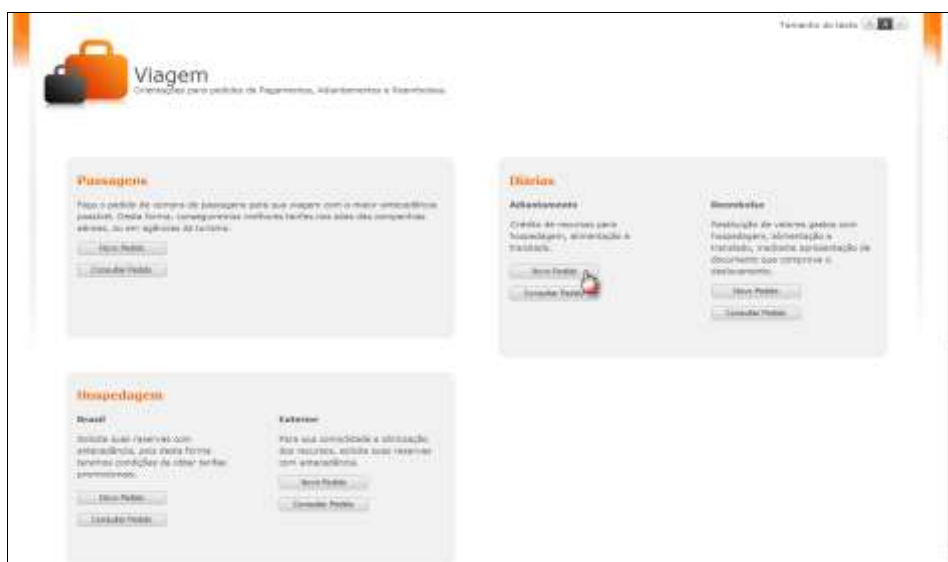 Tamanho do texto
Viagem
Orientações para pedidos de Pagamentos, Adiantamentos e Reembolsos.
Passagens
Faça o pedido de compra de passagens para sua viagem com a maior antecedência
possível. Desta forma, conseguiremos melhores tarifas nos sites das companhias
aéreas, ou em agências de turismo.
Novo Pedido
Consultar Pedido
Diárias
Adiantamento
Crédito de recursos para
hospedagem, alimentação e
translado.
Novo Pedido
Consultar Pedido
Reembolso
Restituição de valores gastos com
hospedagem, alimentação e
translado, mediante apresentação de
documento que comprove o
deslocamento.
Novo Pedido
Consultar Pedido
Hospedagem
Brasil
Solicite suas reservas com
antecedência, pois desta forma
teremos condições de obter tarifas
promocionais.
Novo Pedido
Consultar Pedido
Exterior
Para sua comodidade e otimização
dos recursos, solicite suas reservas
com antecedência.
Novo Pedido
Consultar Pedido